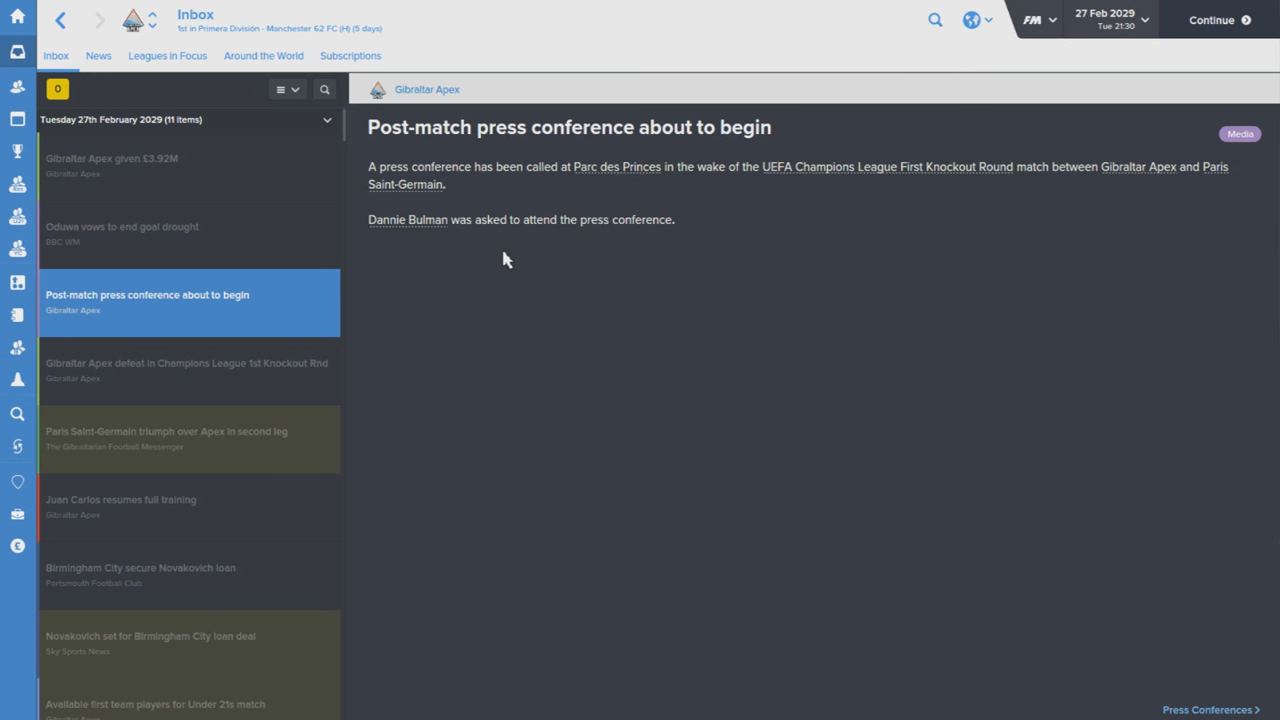 Inbox
1st in Primera División - Manchester 62 FC (H) (5 days)
FM
27 Feb 2029
Tue 21:30
Continue
Inbox
News
Leagues in Focus
Around the World
Subscriptions
0
Gibraltar Apex
Tuesday 27th February 2029 (11 items)
Gibraltar Apex given £3.92M
Gibraltar Apex
Oduwa vows to end goal drought
BBC WM
Post-match press conference about to begin
Gibraltar Apex
Gibraltar Apex defeat in Champions League 1st Knockout Rnd
Gibraltar Apex
Paris Saint-Germain triumph over Apex in second leg
The Gibraltarian Football Messenger
Juan Carlos resumes full training
Gibraltar Apex
Birmingham City secure Novakovich loan
Portsmouth Football Club
Novakovich set for Birmingham City loan deal
Sky Sports News
Available first team players for Under 21s match
Post-match press conference about to begin
Media
A press conference has been called at Parc des Princes in the wake of the UEFA Champions League First Knockout Round match between Gibraltar Apex and Paris
Saint-Germain.
Dannie Bulman was asked to attend the press conference.
Press Conferences >